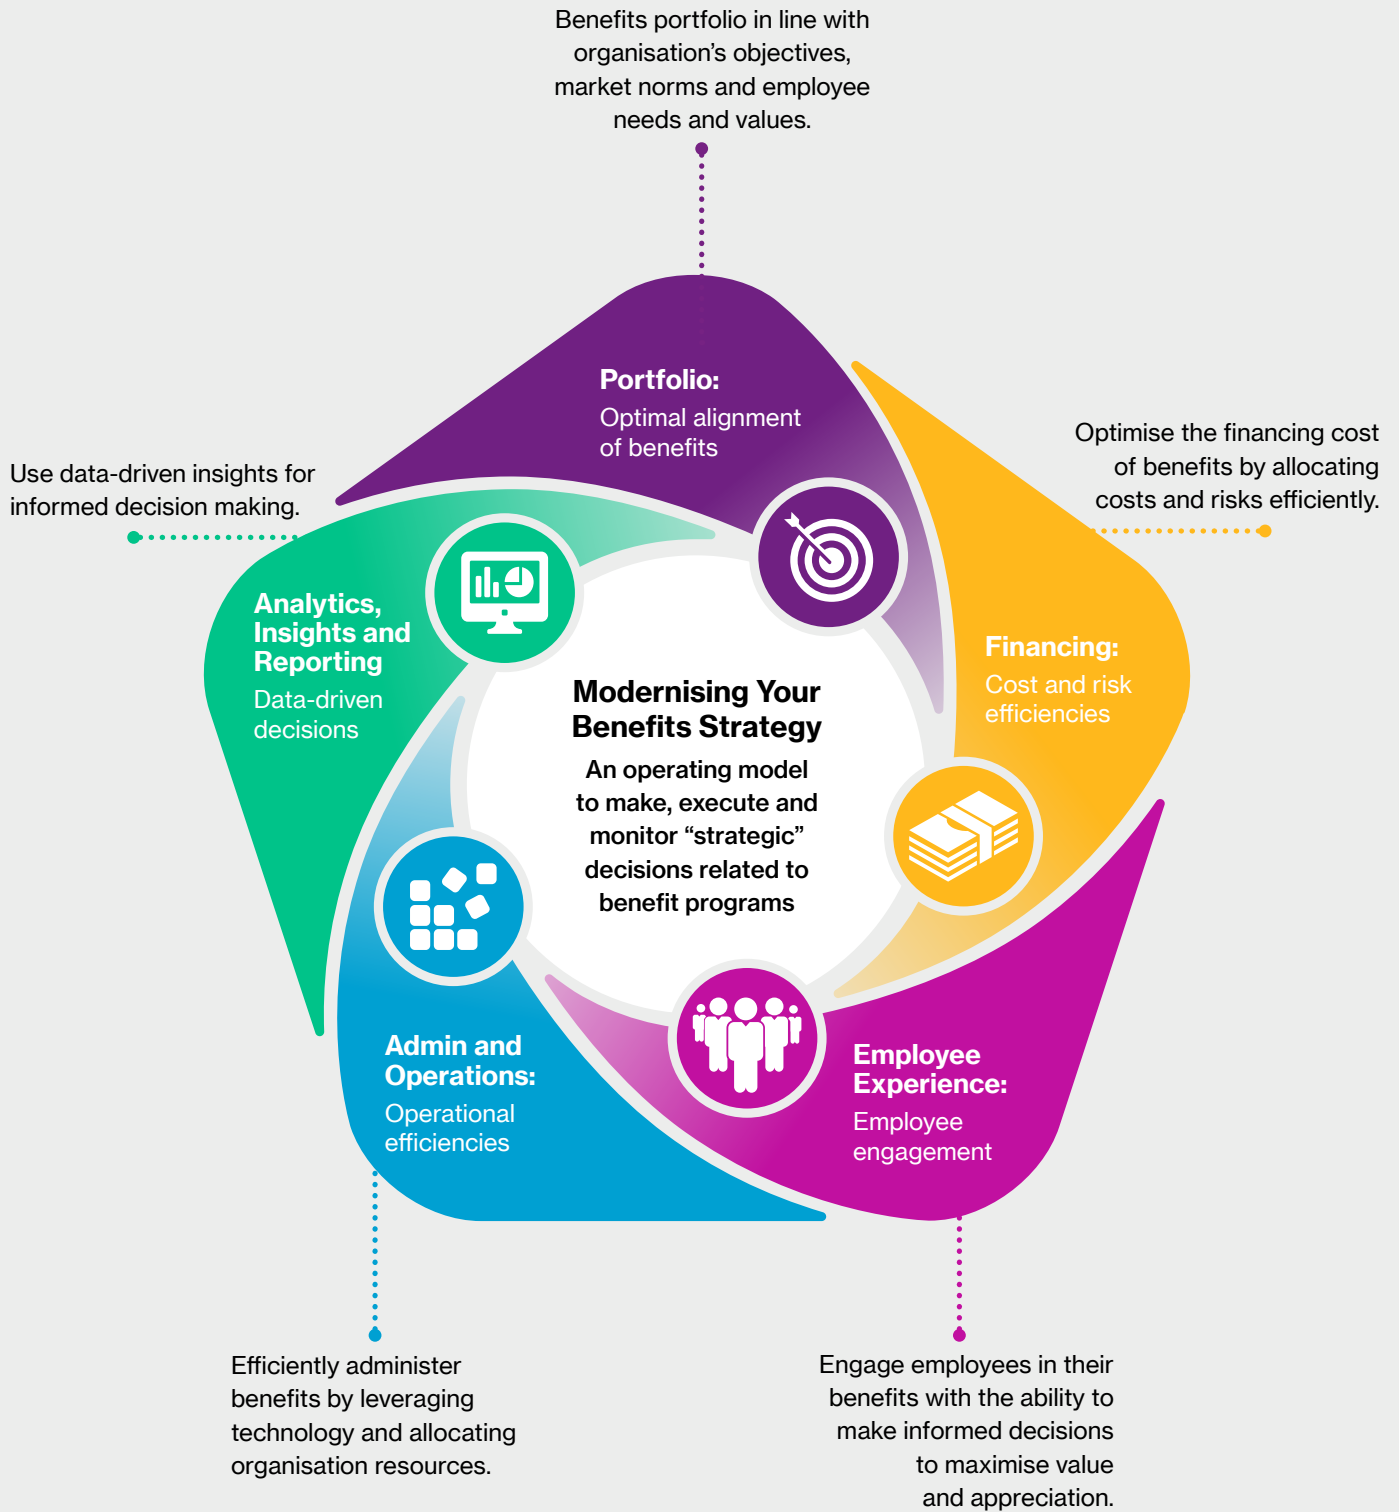 Benefits portfolio in line with
organisation’s objectives,
market norms and employee
needs and values.
Portfolio:
Optimal alignment
of benefits
Optimise the financing cost
of benefits by allocating
costs and risks efficiently.
Financing:
Cost and risk
efficiencies
Use data-driven insights for
informed decision making.
Analytics,
Insights and
Reporting
Data-driven
decisions
Modernising Your
Benefits Strategy
An operating model
to make, execute and
monitor “strategic”
decisions related to
benefit programs
Admin and
Operations:
Operational
efficiencies
Employee
Experience:
Employee
engagement
Efficiently administer
benefits by leveraging
technology and allocating
organisation resources.
Engage employees in their
benefits with the ability to
make informed decisions
to maximise value
and appreciation.